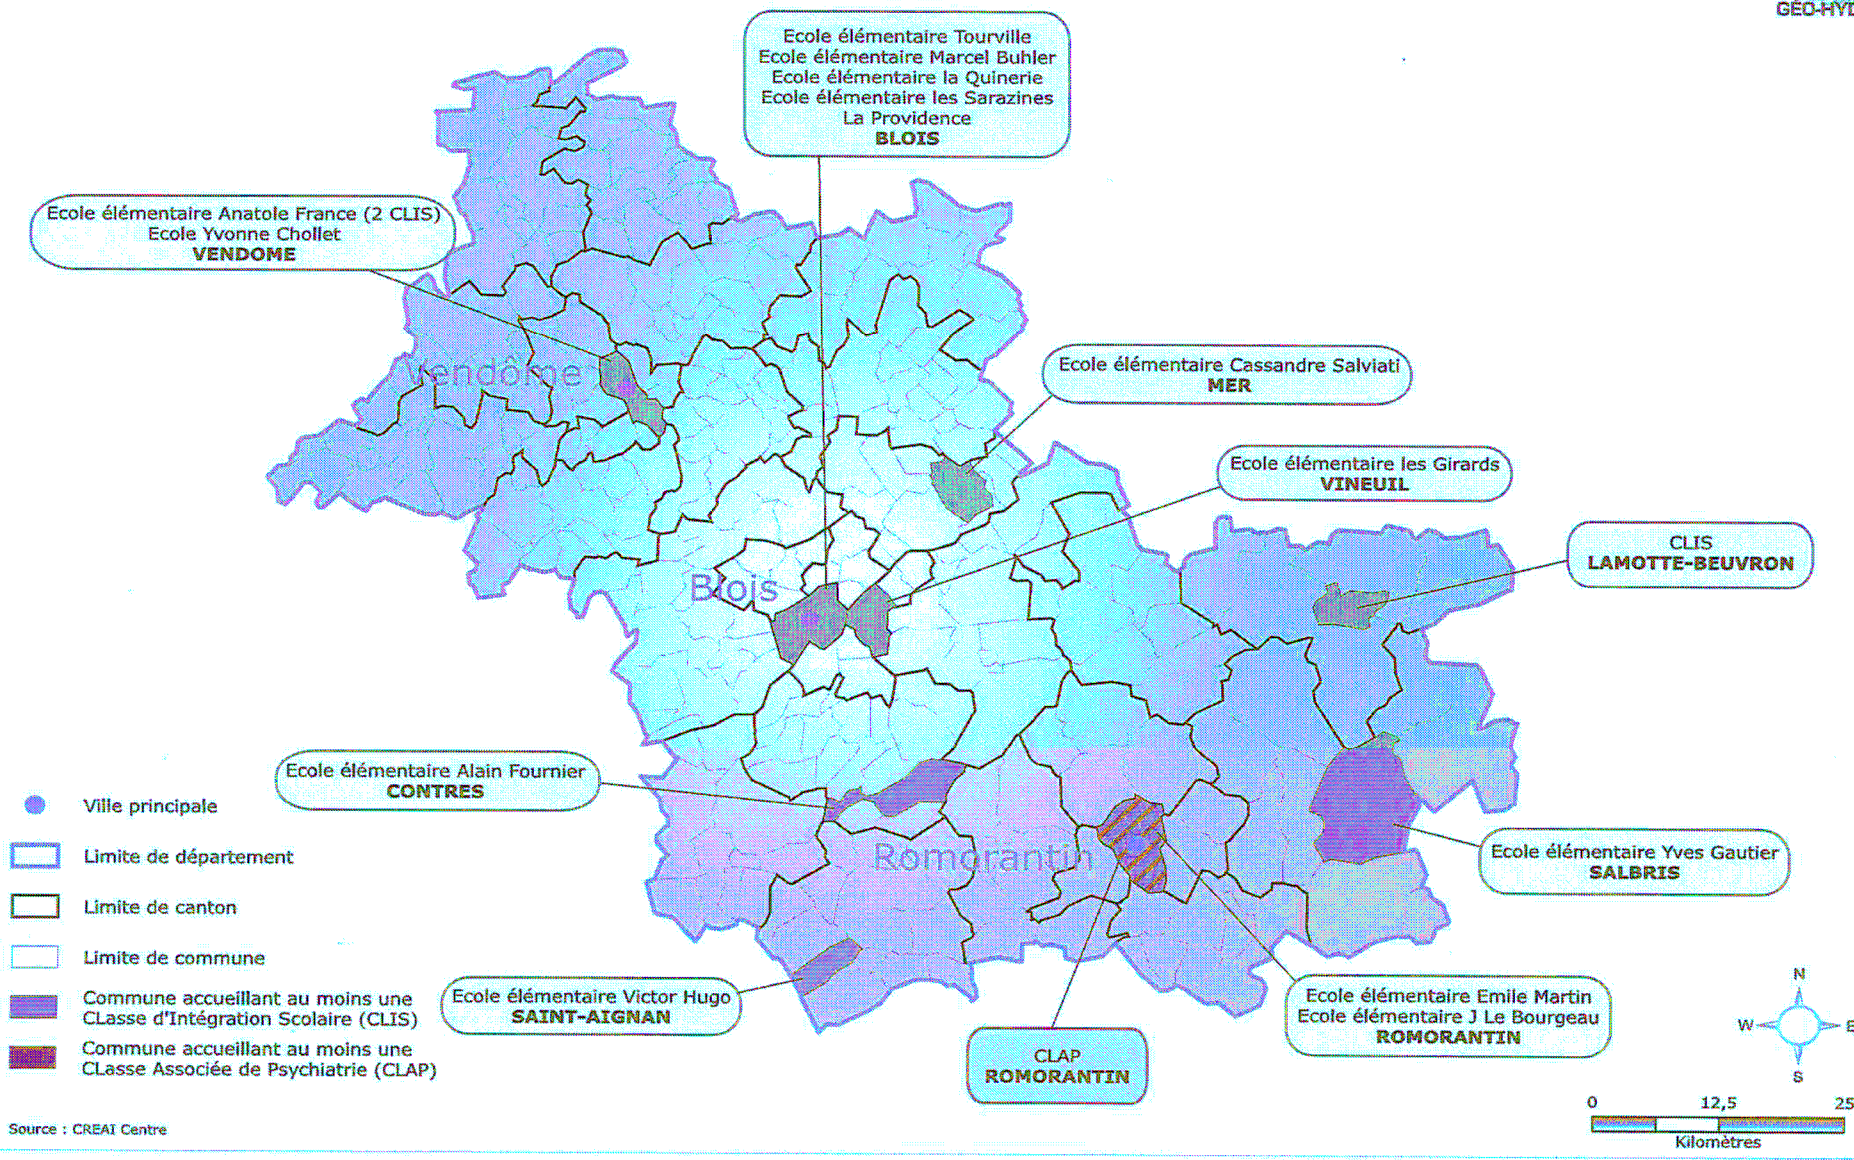 GÉO-HYD
Ecole élémentaire Tourville
Ecole élémentaire Marcel Buhler
Ecole élémentaire la Quinerie
Ecole élémentaire les Sarazines
La Providence
BLOIS
Ecole élémentaire Anatole France (2 CLIS)
Ecole Yvonne Chollet
VENDOME
Vendôme
Ecole élémentaire Cassandre Salviati
MER
Ecole élémentaire les Girards
VINEUIL
CLIS
LAMOTTE-BEUVRON
Blois
Ecole élémentaire Alain Fournier
CONTRES
Romorantin
Ecole élémentaire Yves Gautier
SALBRIS
Ecole élémentaire Victor Hugo
SAINT-AIGNAN
CLAP
ROMORANTIN
Ecole élémentaire Emile Martin
Ecole élémentaire J Le Bourgeau
ROMORANTIN
Ville principale
Limite de département
Limite de canton
Limite de commune
Commune accueillant au moins une
CLasse d'Intégration Scolaire (CLIS)
Commune accueillant au moins une
CLasse Associée de Psychiatrie (CLAP)
Source : CREAI Centre
N
W
E
S
0 12,5 25
Kilomètres